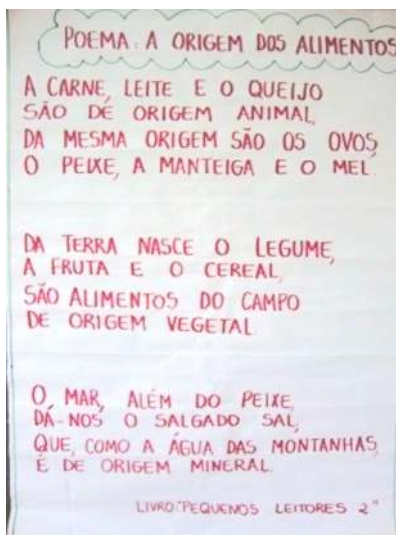 POEMA: A ORIGEM DOS ALIMENTOS
A CARNE, LEITE E O QUEIJO
SÃO DE ORIGEM ANIMAL,
DA MESMA ORIGEM SÃO OS OVOS,
O PEIXE, A MANTEIGA E O MEL.
DA TERRA NASCE O LEGUME,
A FRUTA E O CEREAL,
SÃO ALIMENTOS DO CAMPO
DE ORIGEM VEGETAL.
O, MAR, ALÉM DO PEIXE,
DÁ-NOS O SALGADO SAL,
QUE, COMO A ÁGUA DAS MONTANHAS,
É DE ORIGEM MINERAL.
LIVRO:"PEQUENOS LEITORES 2"